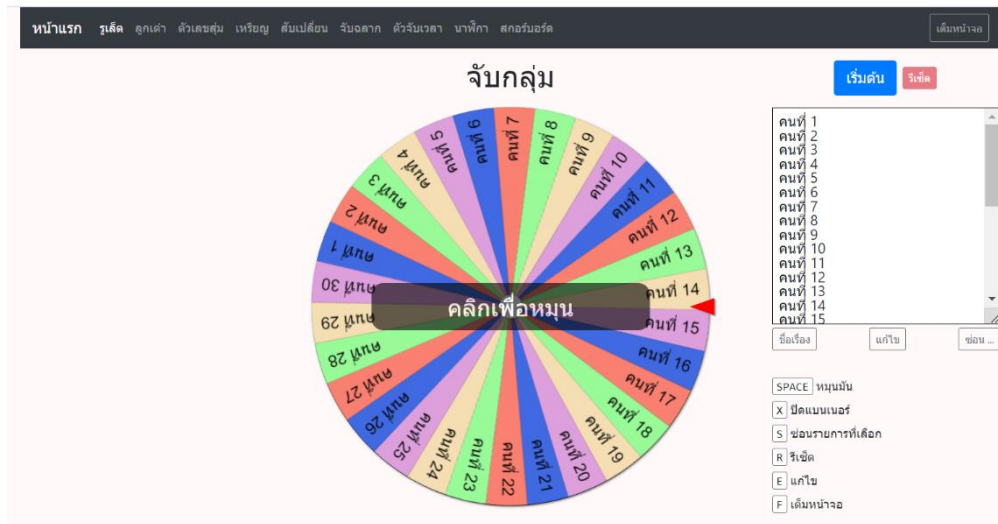 หน้าแรก รูเล็ต ลูกเต๋า ตัวเลขสุ่ม เหรียญ สับเปลี่ยน จับฉลาก ตัวจับเวลา นาฬิกา สกอร์บอร์ด เต็มหน้าจอ
จับกลุ่ม
เริ่มต้น รีเซ็ต
คนที่ 1
คนที่ 2
คนที่ 3
คนที่ 4
คนที่ 5
คนที่ 6
คนที่ 7
คนที่ 8
คนที่ 9
คนที่ 10
คนที่ 11
คนที่ 12
คนที่ 13
คนที่ 14
คนที่ 15
คนที่ 16
คนที่ 17
คนที่ 18
คนที่ 19
คนที่ 20
คนที่ 21
คนที่ 22
คนที่ 23
คนที่ 24
คนที่ 25
คนที่ 26
คนที่ 27
คนที่ 28
คนที่ 29
คนที่ 30
คลิกเพื่อหมุน
คนที่ 1
คนที่ 2
คนที่ 3
คนที่ 4
คนที่ 5
คนที่ 6
คนที่ 7
คนที่ 8
คนที่ 9
คนที่ 10
คนที่ 11
คนที่ 12
คนที่ 13
คนที่ 14
คนที่ 15
ชื่อเรื่อง แก้ไข ซ่อน ...
SPACE หมุนมัน
X ปิดแบนเนอร์
S ซ่อนรายการที่เลือก
R รีเซ็ต
E แก้ไข
F เต็มหน้าจอ